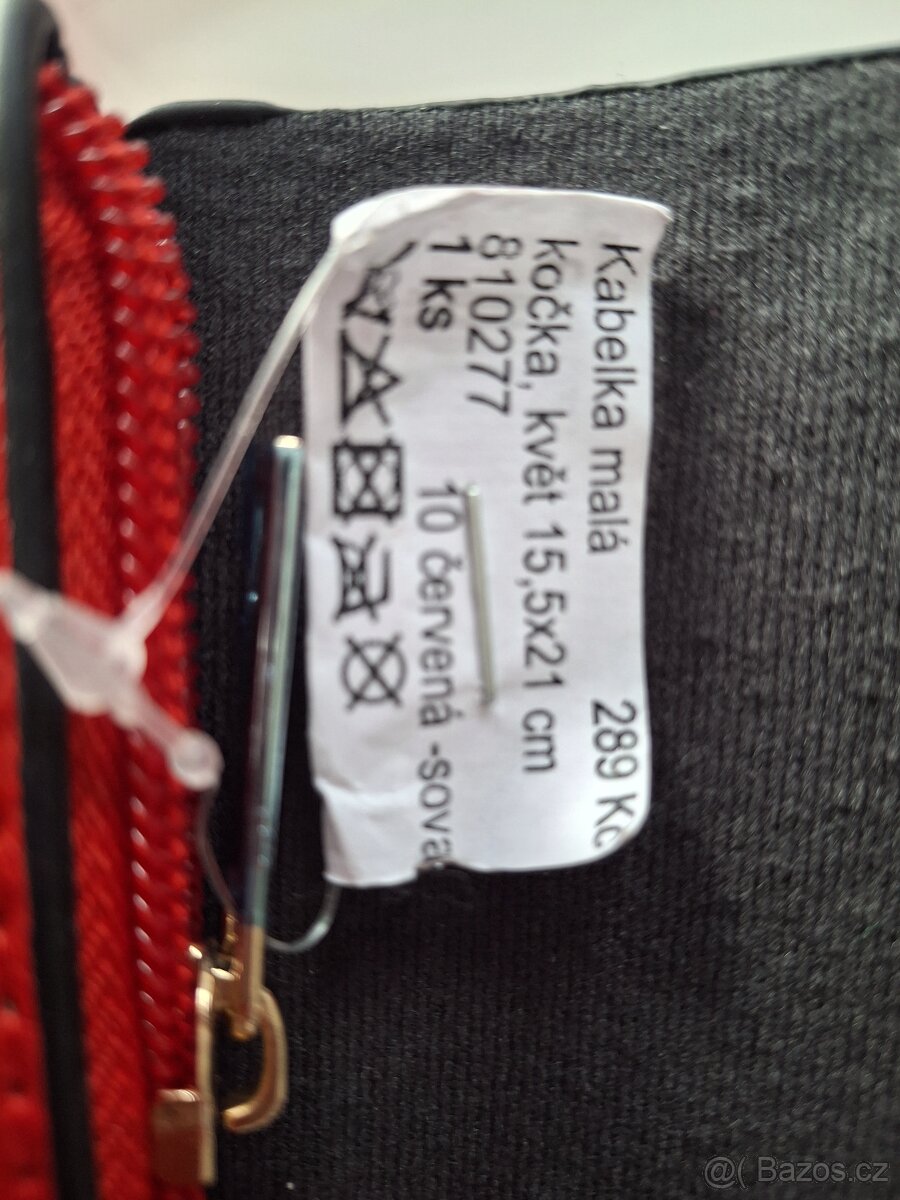 Kabelka malá 289 Kč
kočka, květ 15,5x21 cm
810277
1 ks 10 červená -sova
@( Bazos.cz